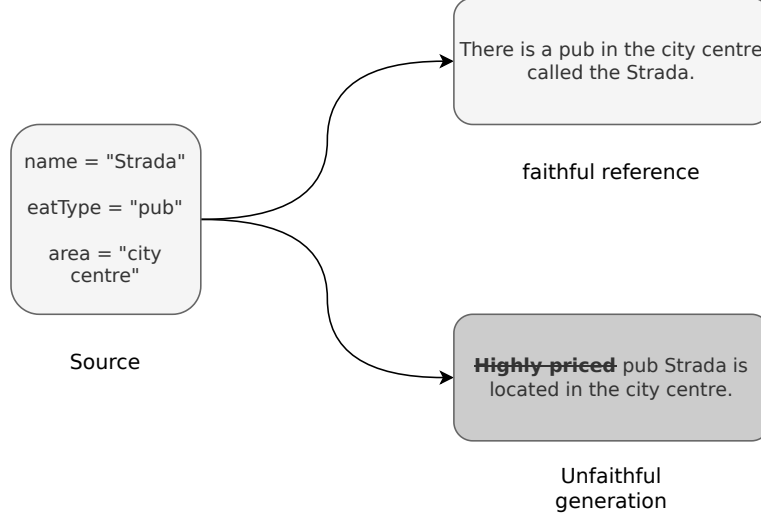 name = "Strada"
eatType = "pub"
area = "city
centre"
Source
There is a pub in the city centre
called the Strada.
faithful reference
Highly priced pub Strada is
located in the city centre.
Unfaithful
generation